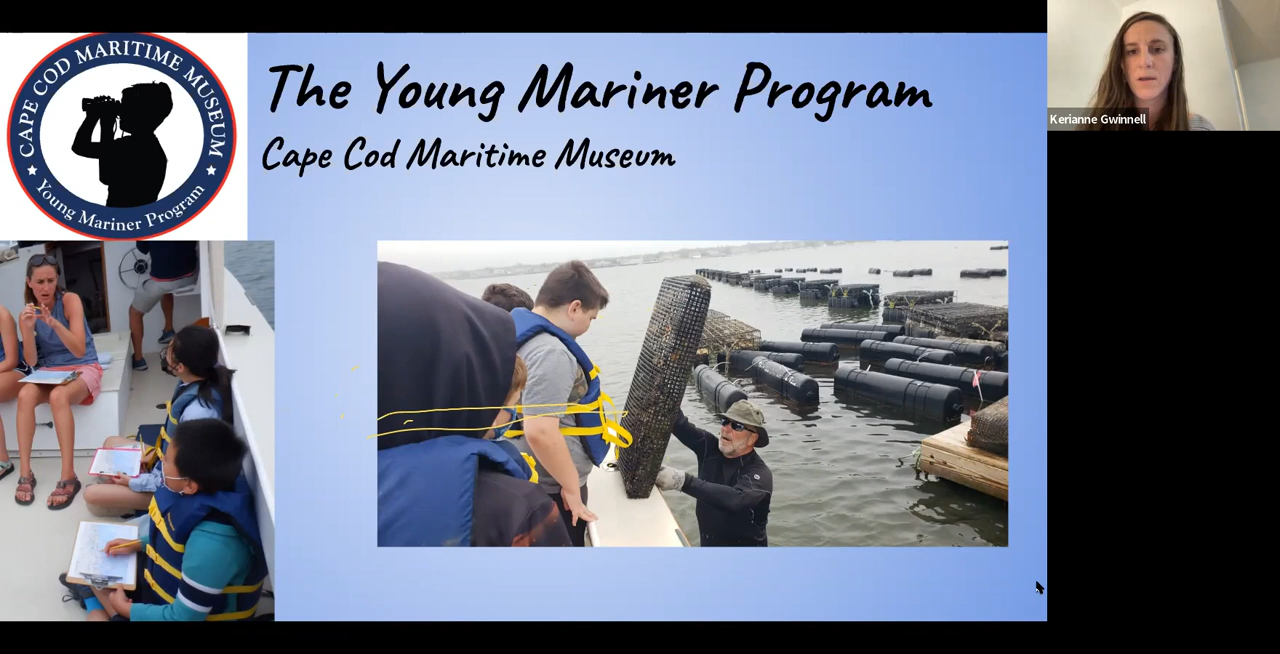 CAPE COD MARITIME MUSEUM
Young Mariner Program
The Young Mariner Program
Cape Cod Maritime Museum
Kerianne Gwinnell